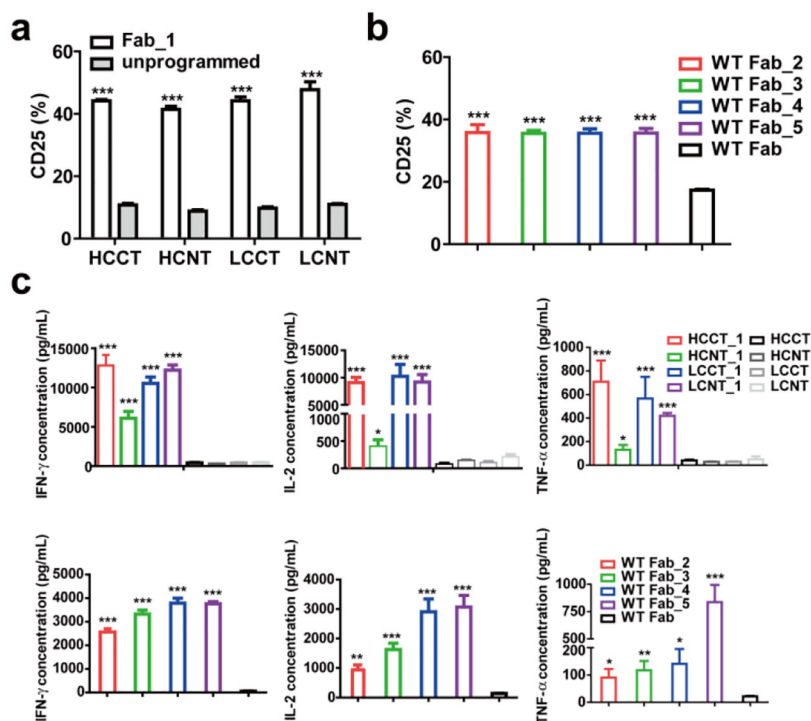 a
Fab_1
unprogrammed
CD25 (%)
60
40
20
0
***
***
***
***
HCCT
HCNT
LCCT
LCNT
b
CD25 (%)
60
40
20
0
***
***
***
***
WT Fab_2
WT Fab_3
WT Fab_4
WT Fab_5
WT Fab
c
IFN-γ concentration (pg/mL)
15000
10000
5000
0
***
***
***
***
IL-2 concentration (pg/mL)
15000
10000
5000
1000
500
0
***
*
***
***
TNF-α concentration (pg/mL)
1000
800
600
400
200
0
***
*
***
***
HCCT_1
HCNT_1
LCCT_1
LCNT_1
HCCT
HCNT
LCCT
LCNT
IFN-γ concentration (pg/mL)
5000
4000
3000
2000
1000
0
***
***
***
***
IL-2 concentration (pg/mL)
4000
3000
2000
1000
0
**
***
***
***
TNF-α concentration (pg/mL)
1000
750
500
250
200
100
0
*
**
*
***
WT Fab_2
WT Fab_3
WT Fab_4
WT Fab_5
WT Fab